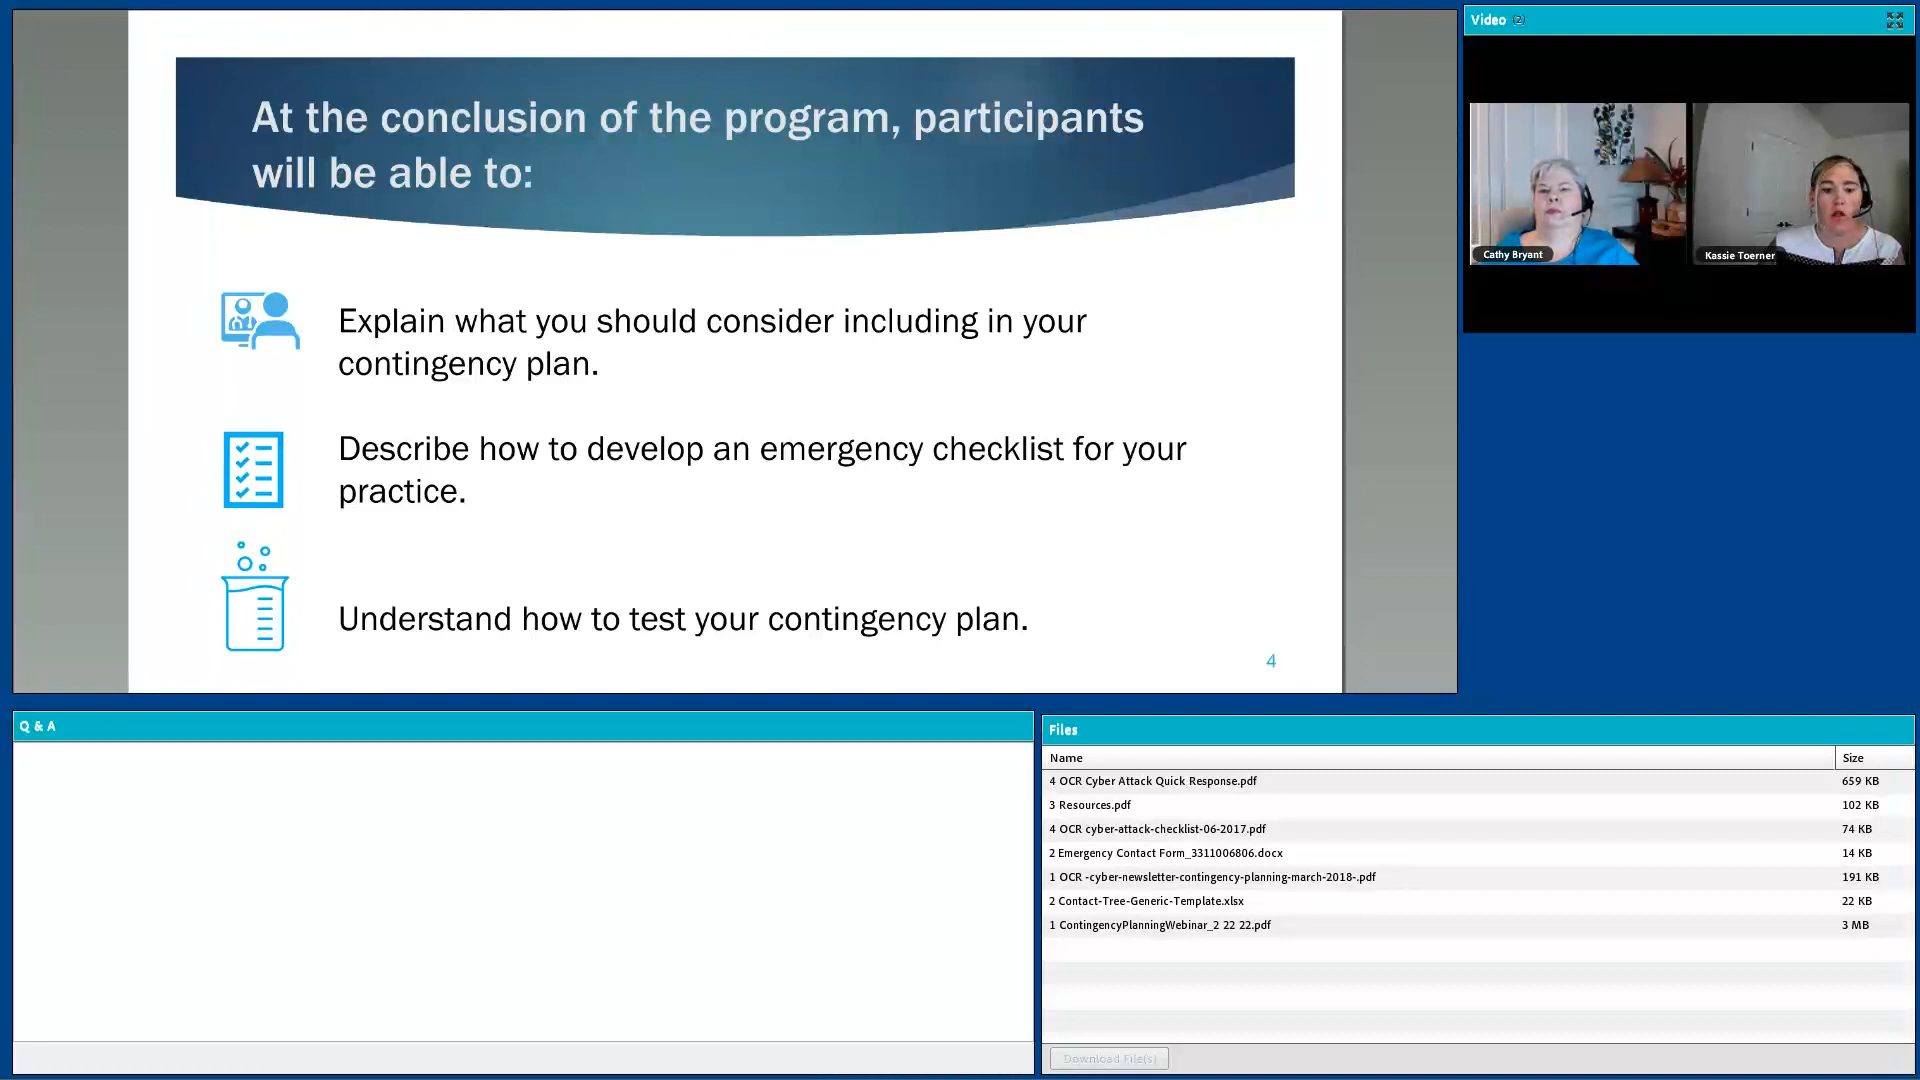 At the conclusion of the program, participants
will be able to:
Explain what you should consider including in your
contingency plan.
Describe how to develop an emergency checklist for your
practice.
Understand how to test your contingency plan.
4
Video (2)
Cathy Bryant
Kassie Toerner
Q & A
Files
Name Size
4 OCR Cyber Attack Quick Response.pdf 659 KB
3 Resources.pdf 102 KB
4 OCR cyber-attack-checklist-06-2017.pdf 74 KB
2 Emergency Contact Form_3311006806.docx 14 KB
1 OCR -cyber-newsletter-contingency-planning-march-2018-.pdf 191 KB
2 Contact-Tree-Generic-Template.xlsx 22 KB
1 ContingencyPlanningWebinar_2 22 22.pdf 3 MB
Download File(s)